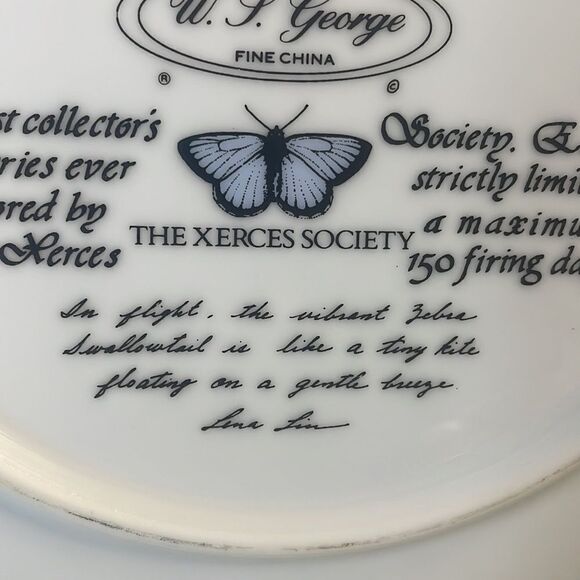 W. S. George
FINE CHINA
® ©
st collector's
ries ever
ored by
Xerces
Society. E
strictly limi
a maximu
150 firing da
THE XERCES SOCIETY
In flight, the vibrant Zebra
Swallowtail is like a tiny kite
floating on a gentle breeze.
Lena Liu